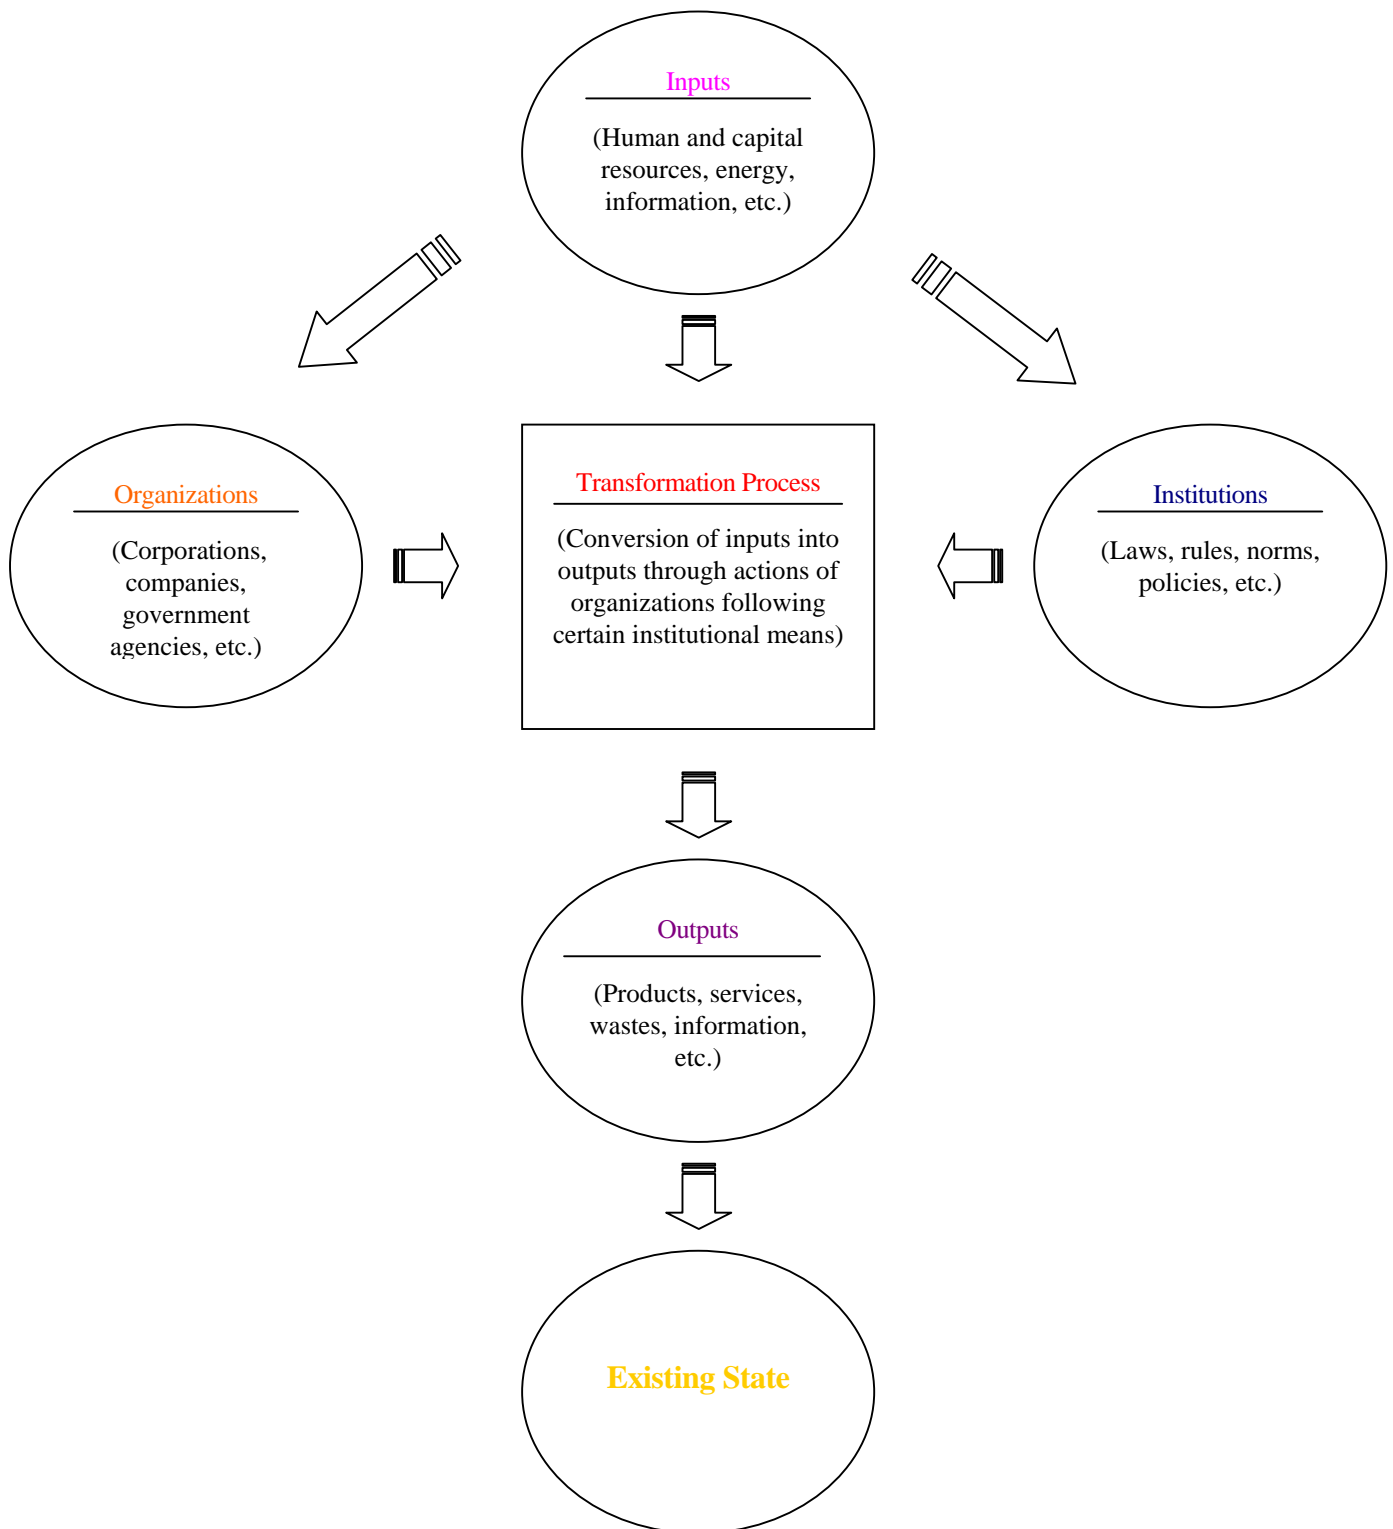 Inputs
(Human and capital
resources, energy,
information, etc.)
Organizations
(Corporations,
companies,
government
agencies, etc.)
Transformation Process
(Conversion of inputs into
outputs through actions of
organizations following
certain institutional means)
Institutions
(Laws, rules, norms,
policies, etc.)
Outputs
(Products, services,
wastes, information,
etc.)
Existing State